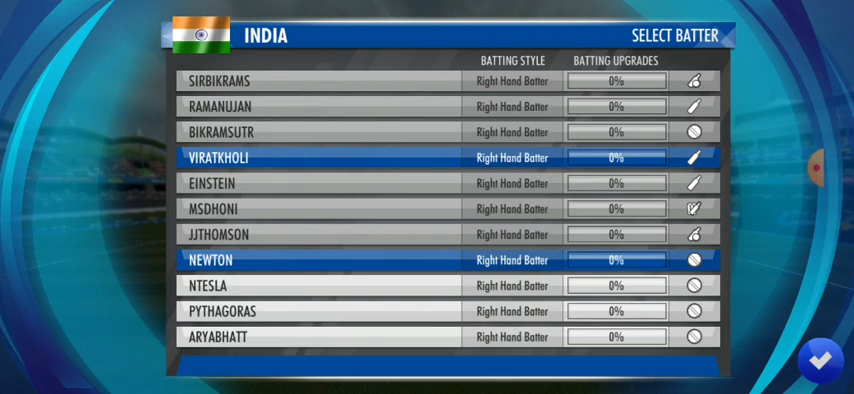 INDIA SELECT BATTER
BATTING STYLE BATTING UPGRADES
SIRBIKRAMS Right Hand Batter 0%
RAMANUJAN Right Hand Batter 0%
BIKRAMSUTR Right Hand Batter 0%
VIRATKHOLI Right Hand Batter 0%
EINSTEIN Right Hand Batter 0%
MSDHONI Right Hand Batter 0%
JJTHOMSON Right Hand Batter 0%
NEWTON Right Hand Batter 0%
NTESLA Right Hand Batter 0%
PYTHAGORAS Right Hand Batter 0%
ARYABHATT Right Hand Batter 0%